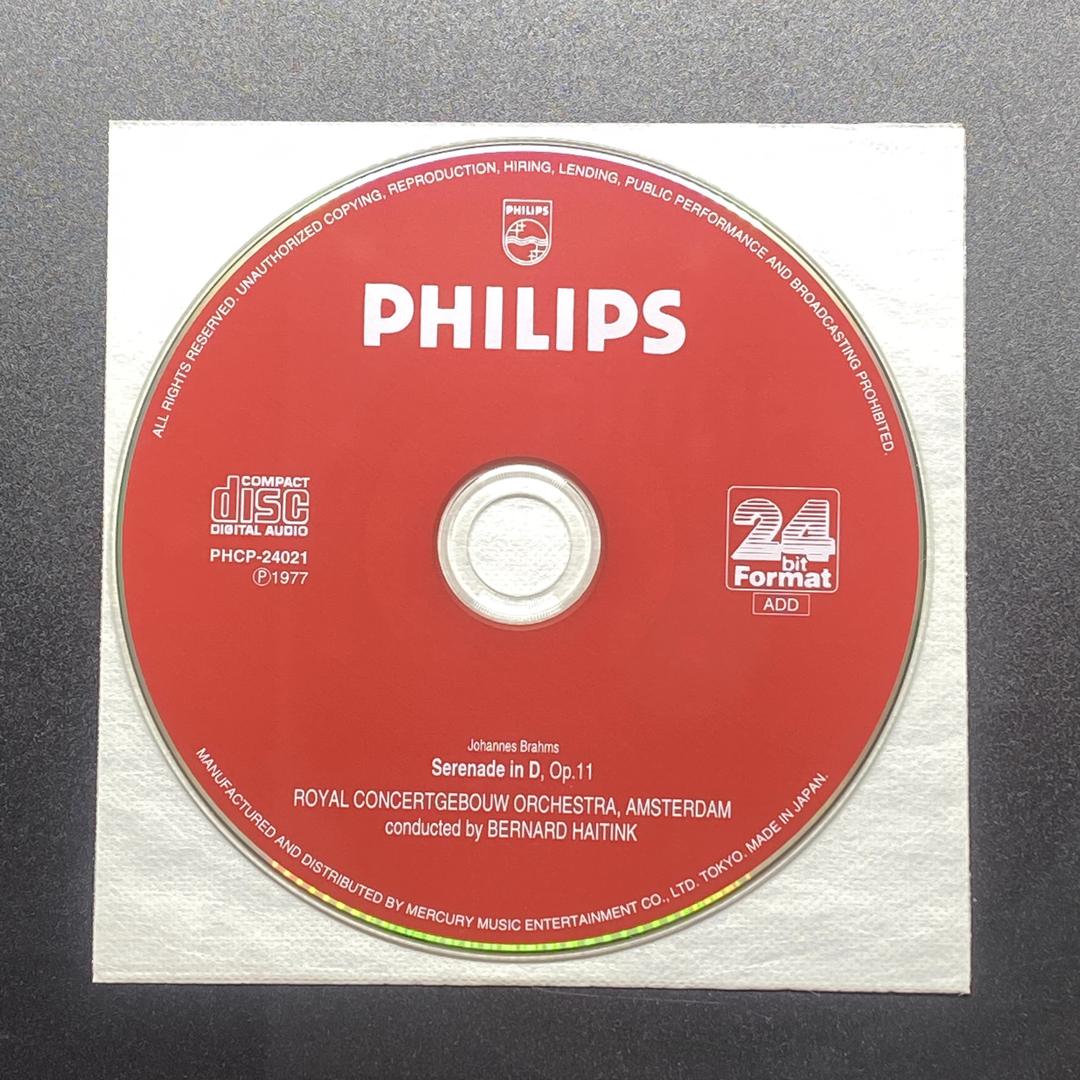 ALL RIGHTS RESERVED. UNAUTHORIZED COPYING, REPRODUCTION, HIRING, LENDING, PUBLIC PERFORMANCE AND BROADCASTING PROHIBITED.
PHILIPS
PHILIPS
COMPACT
disc
DIGITAL AUDIO
PHCP-24021
Ⓟ1977
24
bit
Format
ADD
Johannes Brahms
Serenade in D, Op.11
ROYAL CONCERTGEBOUW ORCHESTRA, AMSTERDAM
conducted by BERNARD HAITINK
MANUFACTURED AND DISTRIBUTED BY MERCURY MUSIC ENTERTAINMENT CO., LTD. TOKYO. MADE IN JAPAN.